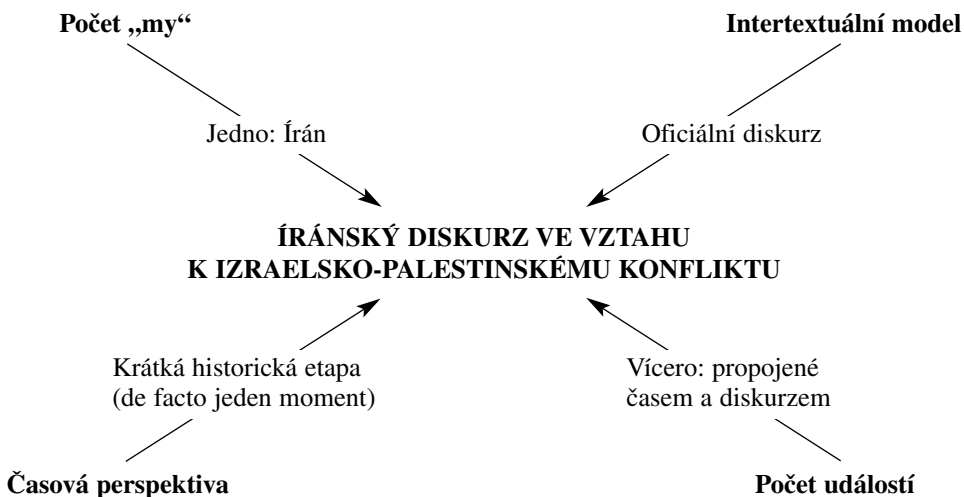 Počet „my“
Intertextuální model
Jedno: Írán
Oficiální diskurz
ÍRÁNSKÝ DISKURZ VE VZTAHU
K IZRAELSKO-PALESTINSKÉMU KONFLIKTU
Krátká historická etapa
(de facto jeden moment)
Vícero: propojené
časem a diskurzem
Časová perspektiva
Počet událostí